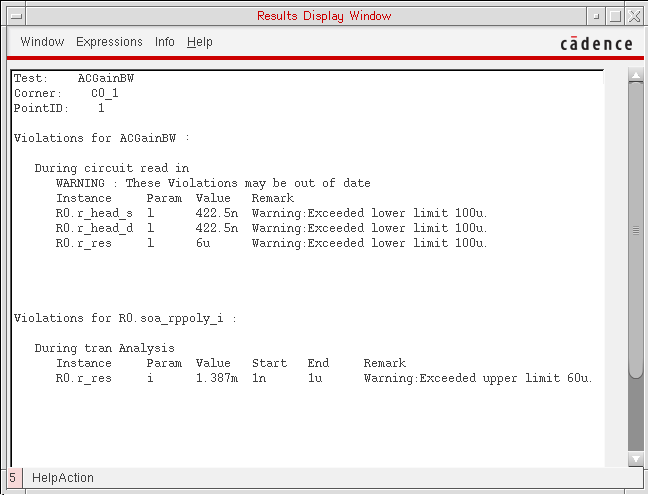 Results Display Window
Window Expressions Info Help
cādence
Test: ACGainBW
Corner: C0_1
PointID: 1
Violations for ACGainBW :
During circuit read in
WARNING : These Violations may be out of date
Instance Param Value Remark
R0.r_head_s l 422.5n Warning:Exceeded lower limit 100u.
R0.r_head_d l 422.5n Warning:Exceeded lower limit 100u.
R0.r_res l 6u Warning:Exceeded lower limit 100u.
Violations for R0.soa_rppoly_i :
During tran Analysis
Instance Param Value Start End Remark
R0.r_res i 1.387m 1n 1u Warning:Exceeded upper limit 60u.
5 HelpAction